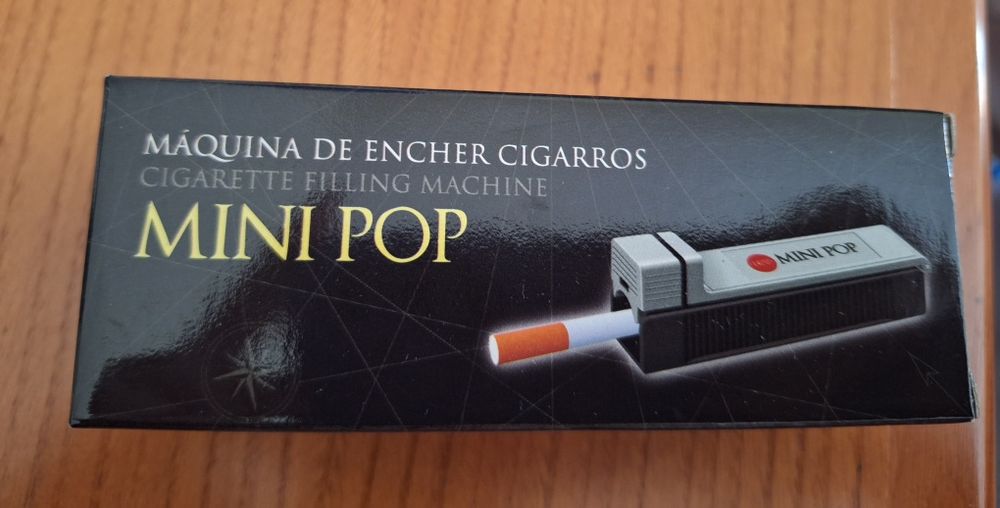 MÁQUINA DE ENCHER CIGARROS
CIGARETTE FILLING MACHINE
MINI POP
MINI POP